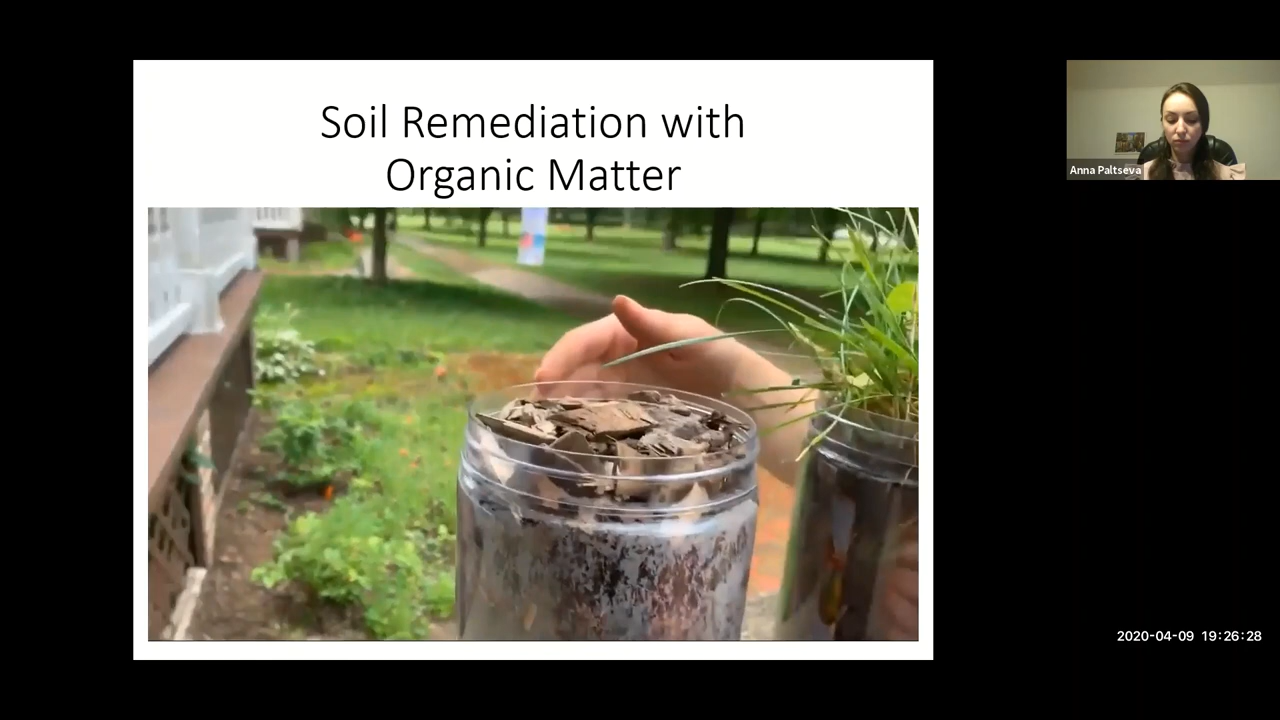 Soil Remediation with
Organic Matter
Anna Paltseva
2020-04-09 19:26:28